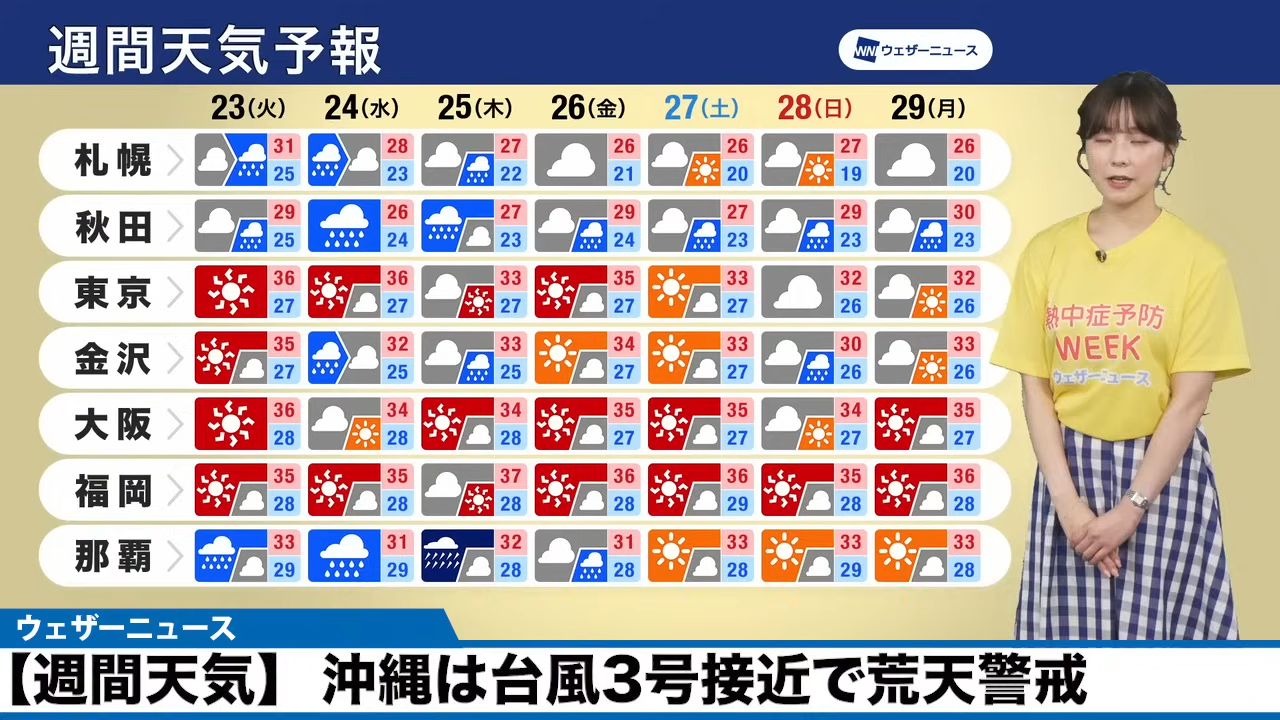 週間天気予報
WN ウェザーニュース
23(火) 24(水) 25(木) 26(金) 27(土) 28(日) 29(月)
札幌 31 25 28 23 27 22 26 21 26 20 27 19 26 20
秋田 29 25 26 24 27 23 29 24 27 23 29 23 30 23
東京 36 27 36 27 33 27 35 27 33 27 32 26 32 26
金沢 35 27 32 25 33 25 34 27 33 27 30 26 33 26
大阪 36 28 34 28 34 28 35 27 35 27 34 27 35 27
福岡 35 28 35 28 37 28 36 28 36 29 35 28 36 28
那覇 33 29 31 29 32 28 31 28 33 28 33 29 33 28
熱中症予防
WEEK
ウェザーニュース
ウェザーニュース
【週間天気】 沖縄は台風3号接近で荒天警戒